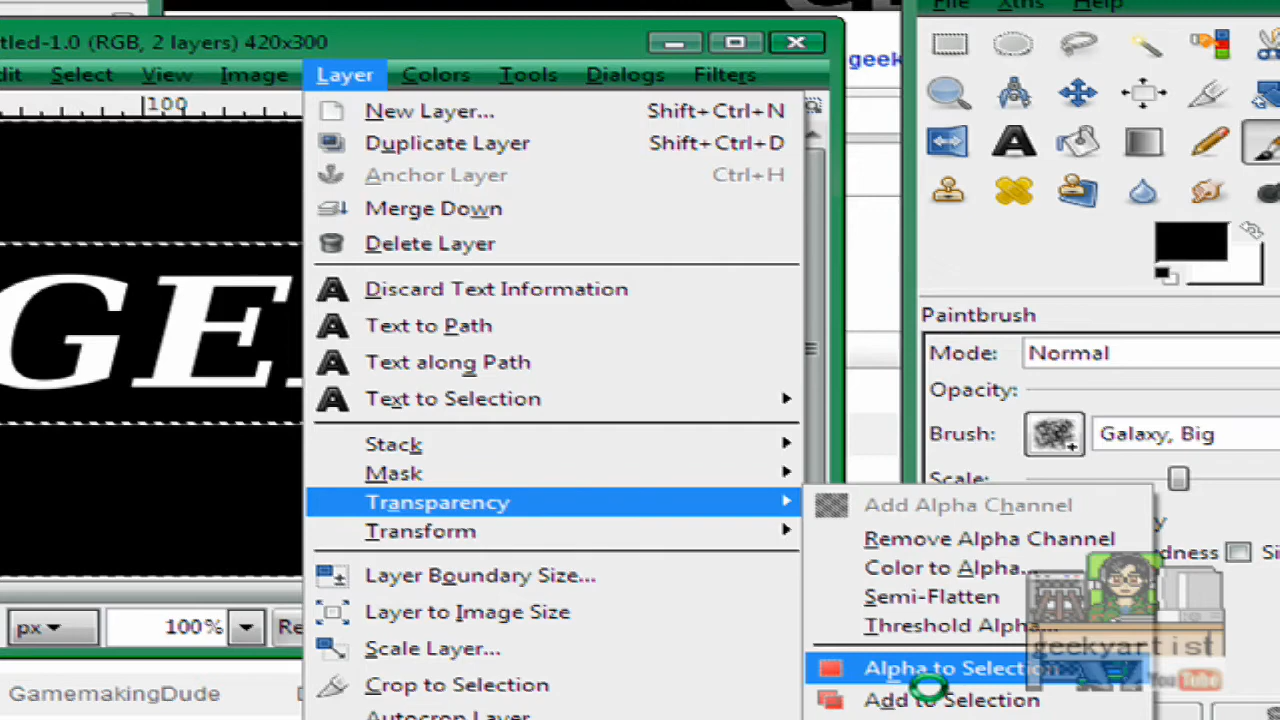 File Xtns Help
tled-1.0 (RGB, 2 layers) 420x300
geek
dit Select View Image Layer Colors Tools Dialogs Filters
100
New Layer... Shift+Ctrl+N
Duplicate Layer Shift+Ctrl+D
Anchor Layer Ctrl+H
Merge Down
Delete Layer
GE
Discard Text Information
Text to Path
Text along Path
Text to Selection
Stack
Mask
Transparency
Transform
Layer Boundary Size...
Layer to Image Size
Scale Layer...
Crop to Selection
Autocrop Layer
Paintbrush
Mode: Normal
Opacity:
Brush: Galaxy, Big
Scale:
Add Alpha Channel
Remove Alpha Channel
Color to Alpha...
Semi-Flatten
Threshold Alpha...
Alpha to Selection
Add to Selection
px 100% Re
GamemakingDude
geekyartist
YouTube